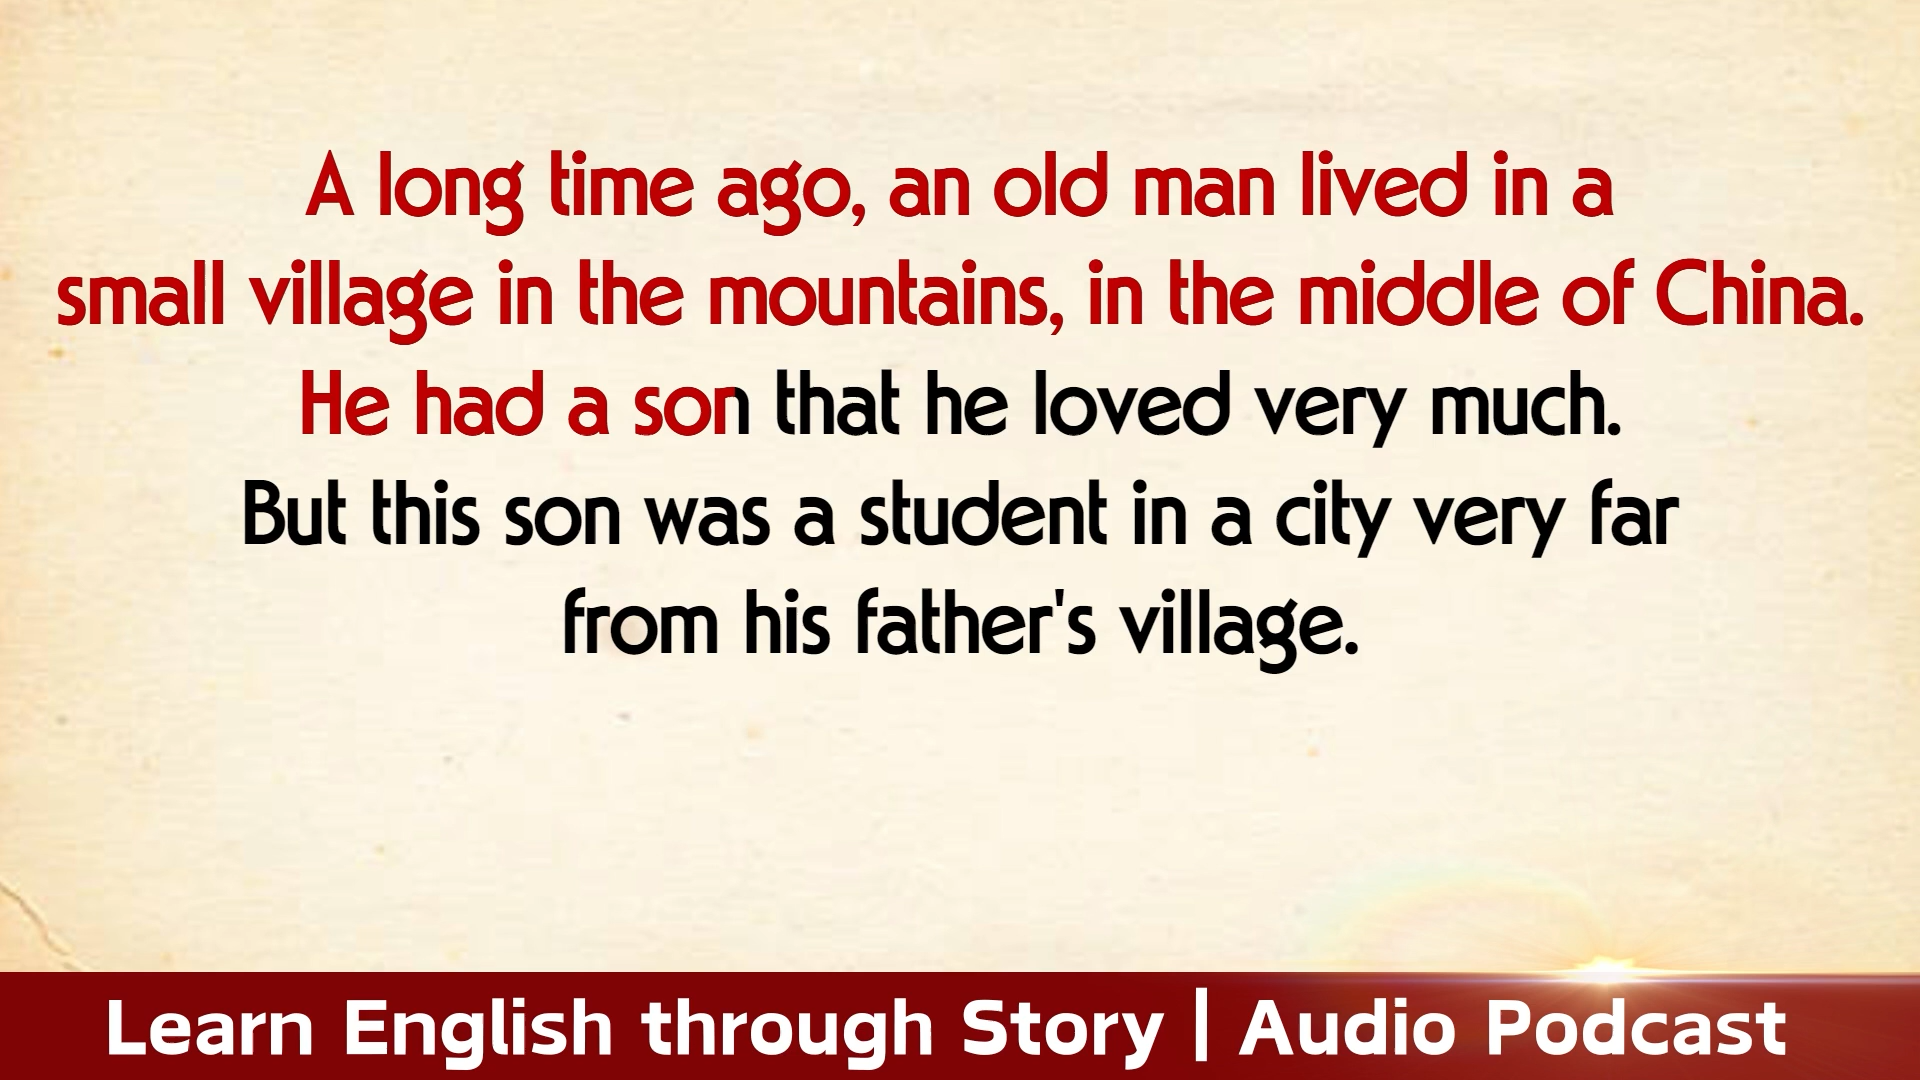 A long time ago, an old man lived in a
small village in the mountains, in the middle of China.
He had a son that he loved very much.
But this son was a student in a city very far
from his father's village.
Learn English through Story | Audio Podcast